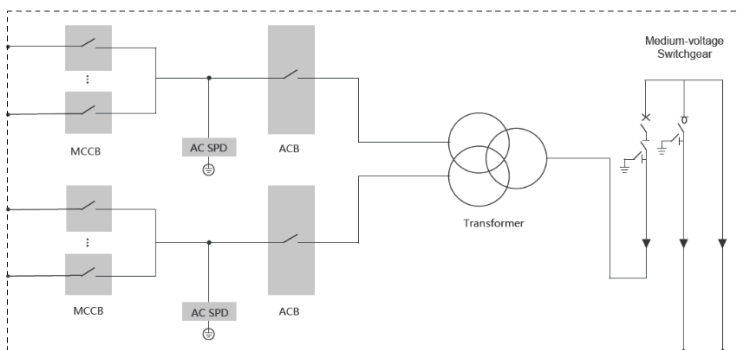 Medium-voltage
Switchgear
MCCB
AC SPD
ACB
Transformer
MCCB
AC SPD
ACB